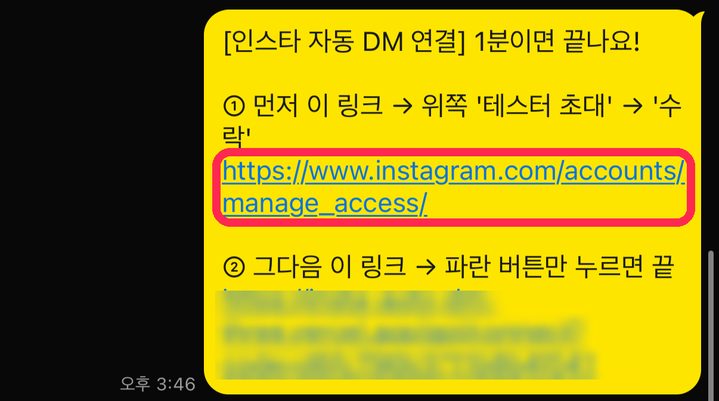 [인스타 자동 DM 연결] 1분이면 끝나요!
① 먼저 이 링크 → 위쪽 '테스터 초대' → '수
락'
https://www.instagram.com/accounts/
manage_access/
② 그다음 이 링크 → 파란 버튼만 누르면 끝
오후 3:46